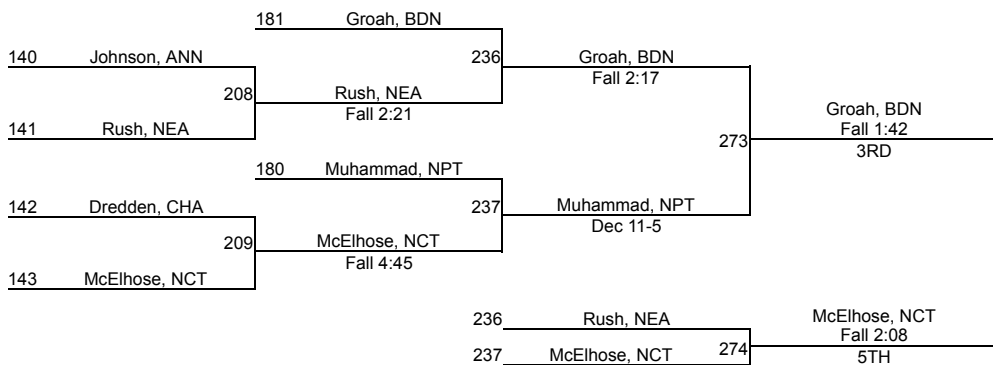 181 Groah, BDN
140 Johnson, ANN
236
Groah, BDN
Fall 2:17
208
Rush, NEA
Fall 2:21
141 Rush, NEA
Groah, BDN
Fall 1:42
273
3RD
180 Muhammad, NPT
142 Dredden, CHA
237
Muhammad, NPT
Dec 11-5
209
McElhose, NCT
Fall 4:45
143 McElhose, NCT
236 Rush, NEA
McElhose, NCT
Fall 2:08
237 McElhose, NCT
274
5TH